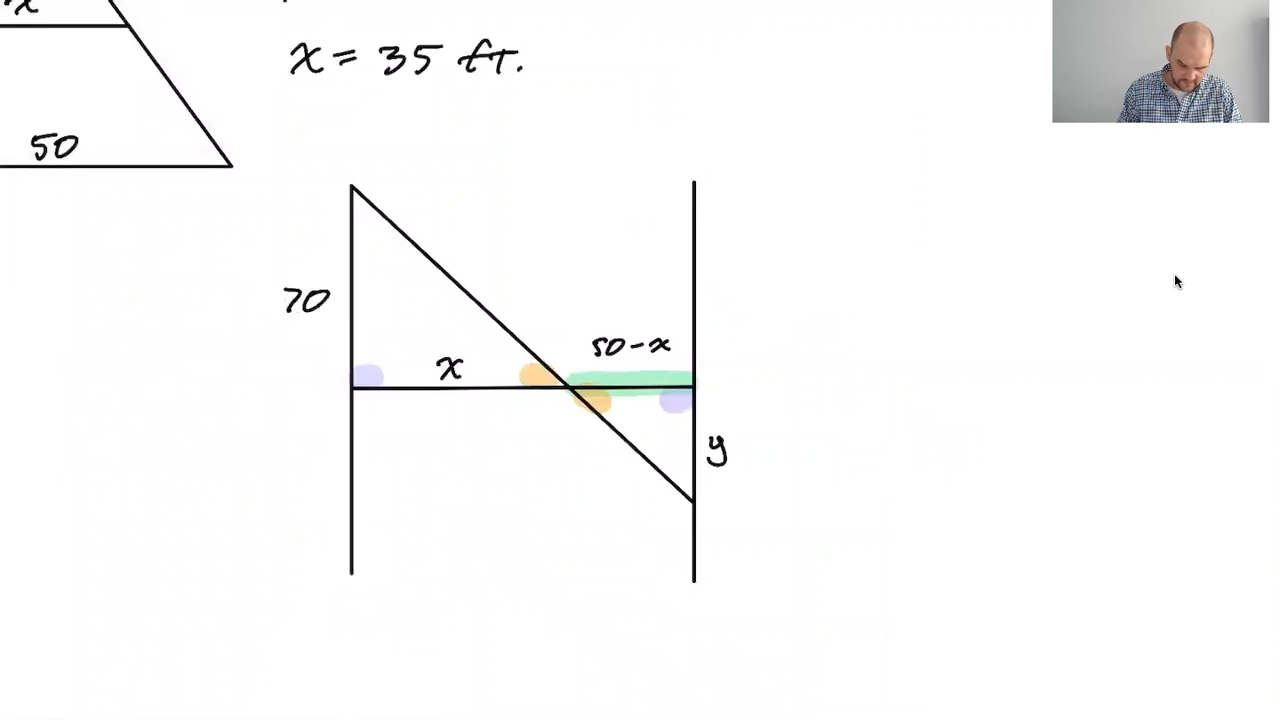 x
x = 35 ft.
50
70
x
50-x
y